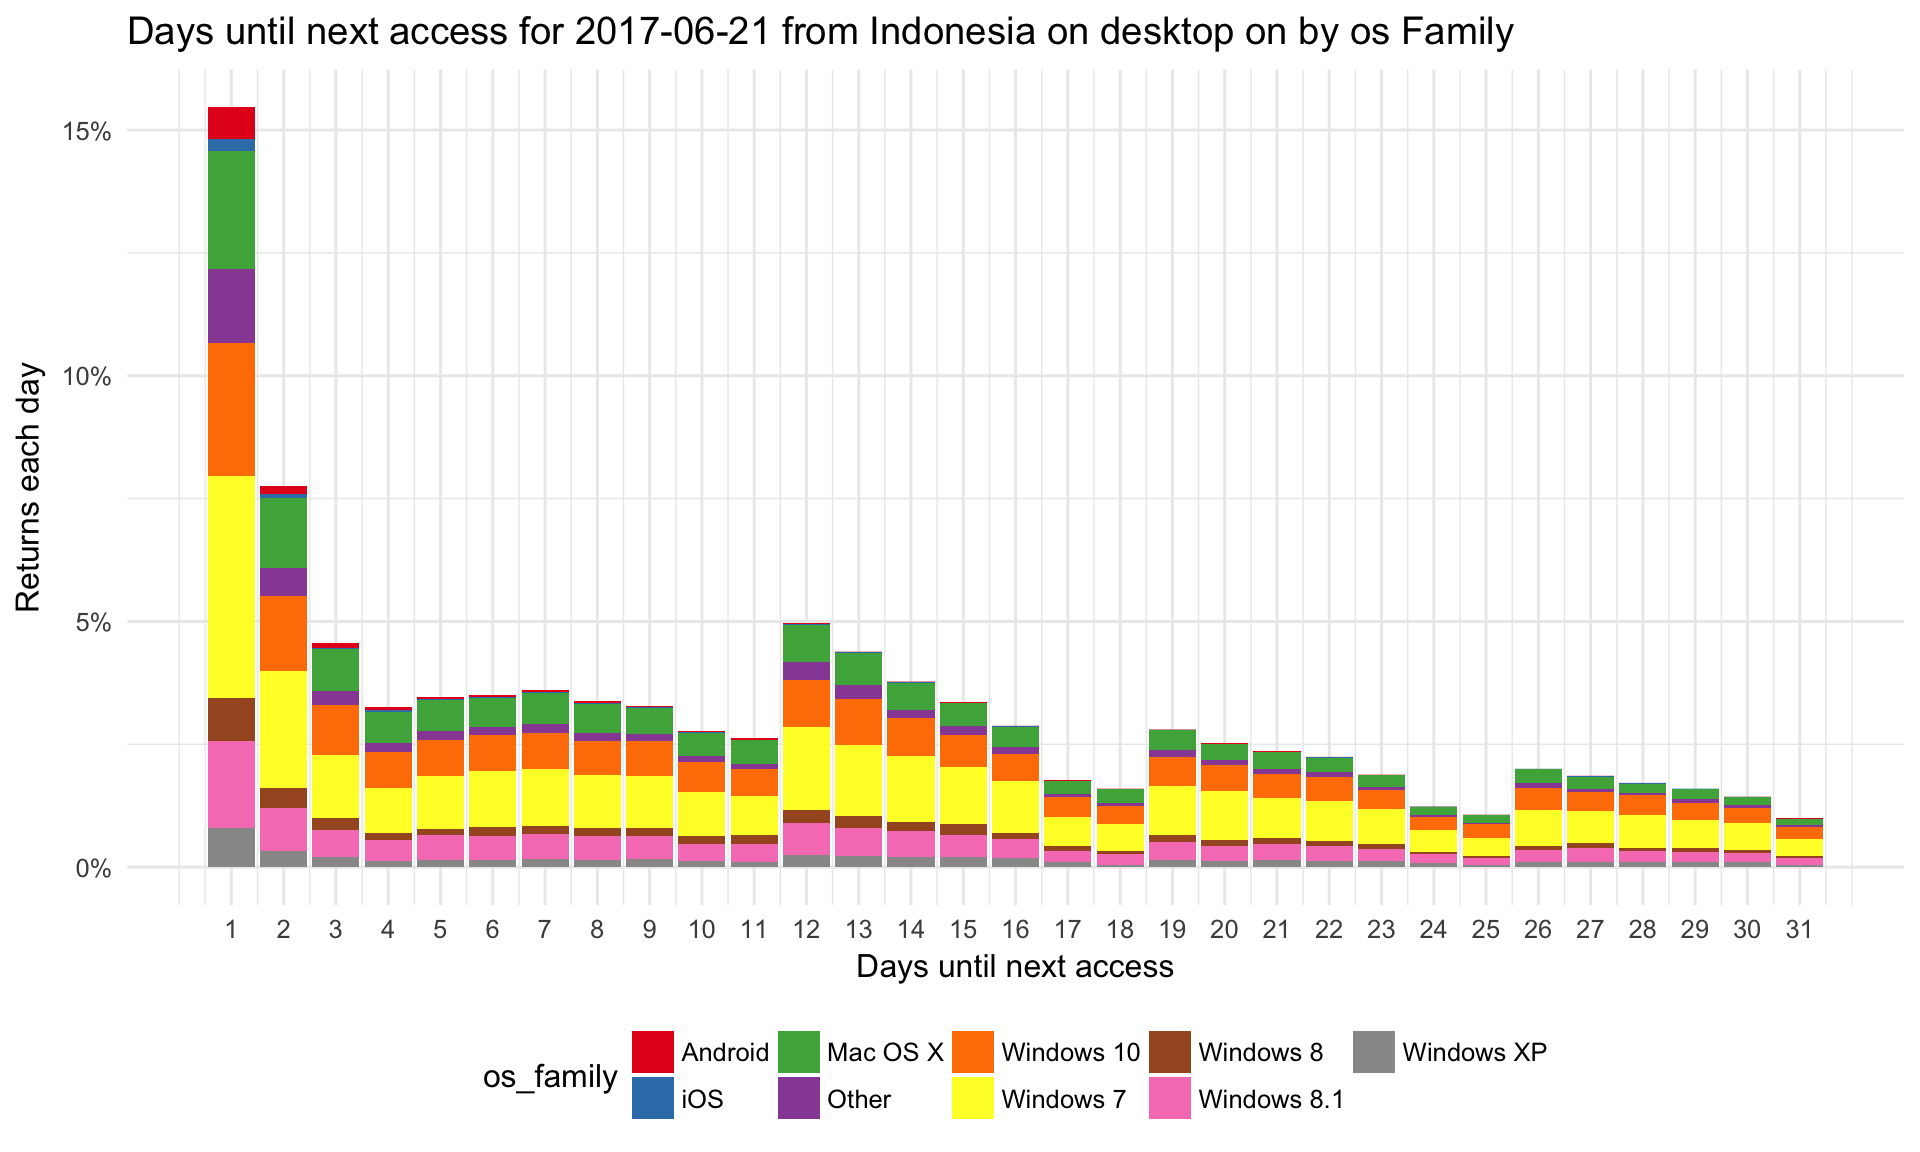 Days until next access for 2017-06-21 from Indonesia on desktop on by os Family
Returns each day
15%
10%
5%
0%
1 2 3 4 5 6 7 8 9 10 11 12 13 14 15 16 17 18 19 20 21 22 23 24 25 26 27 28 29 30 31
Days until next access
os_family
Android Mac OS X Windows 10 Windows 8 Windows XP
iOS Other Windows 7 Windows 8.1